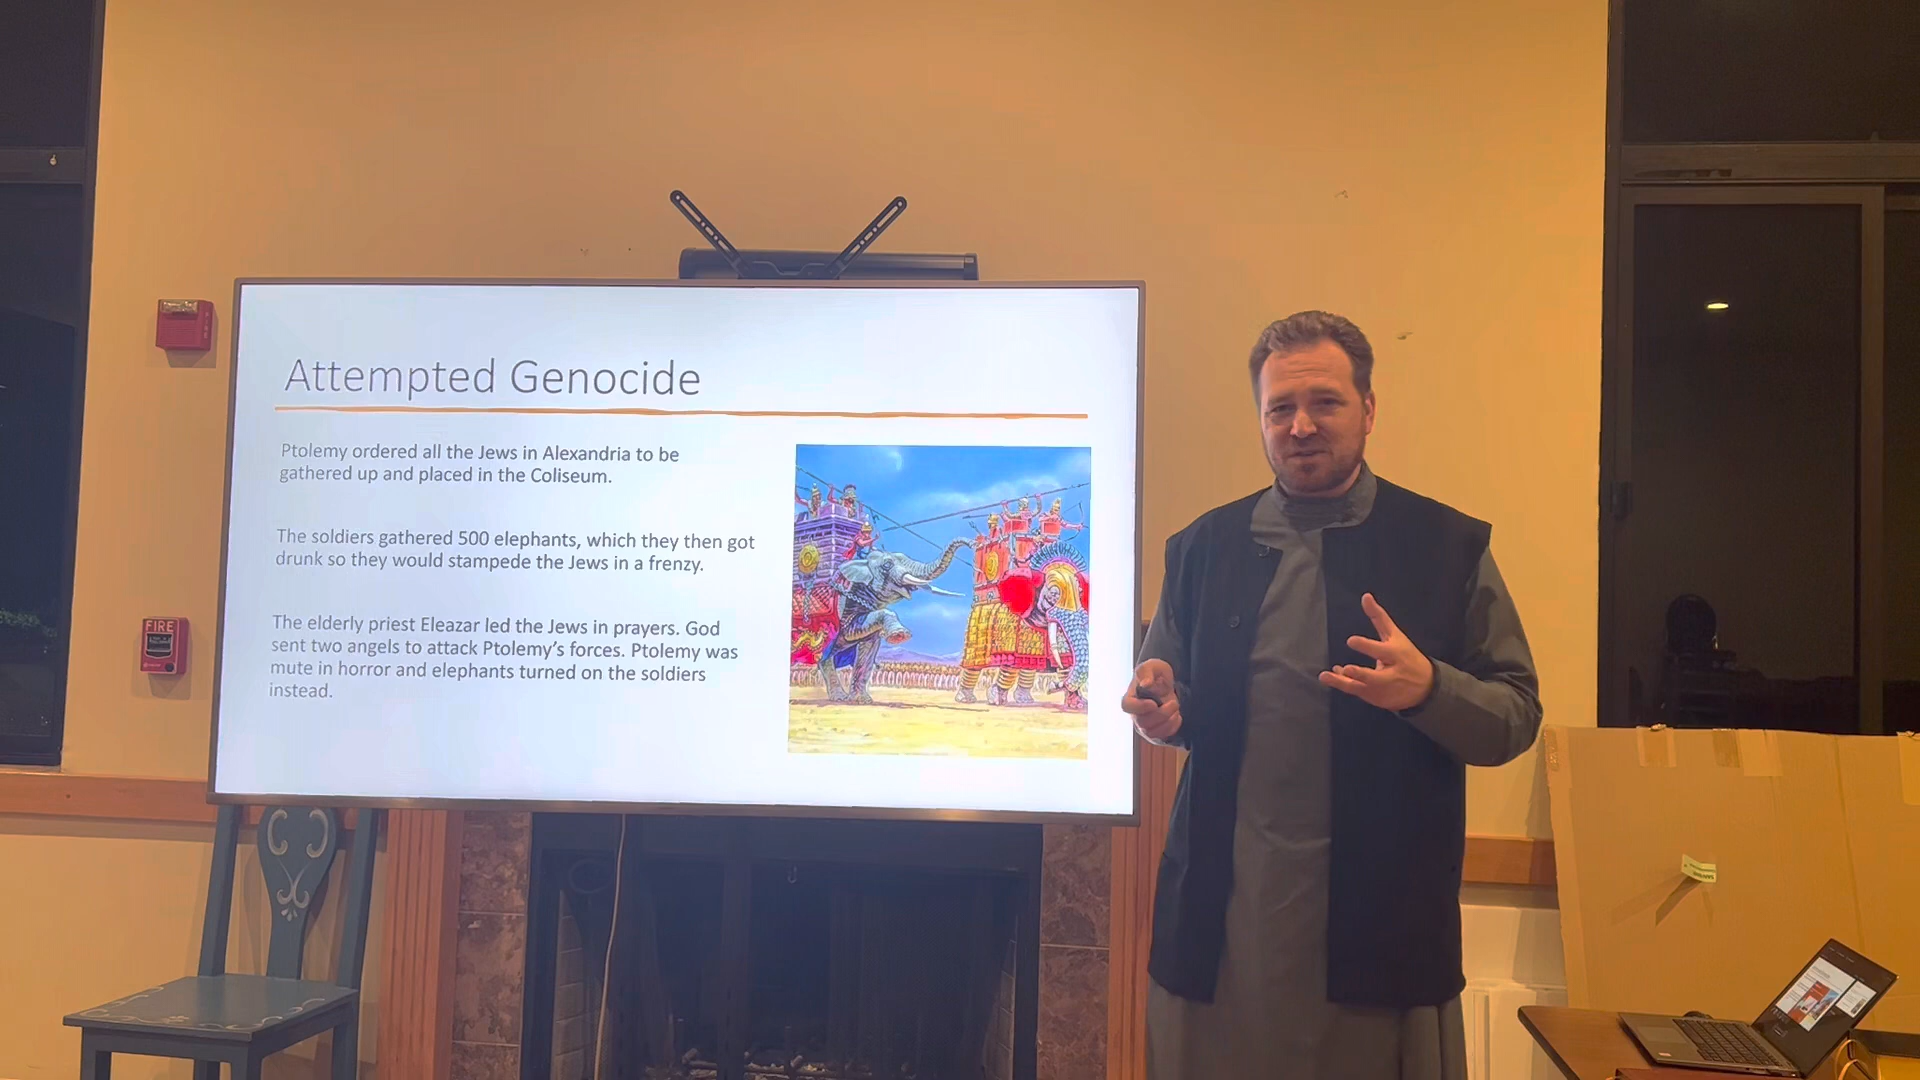 Attempted Genocide
Ptolemy ordered all the Jews in Alexandria to be
gathered up and placed in the Coliseum.
The soldiers gathered 500 elephants, which they then got
drunk so they would stampede the Jews in a frenzy.
The elderly priest Eleazar led the Jews in prayers. God
sent two angels to attack Ptolemy's forces. Ptolemy was
mute in horror and elephants turned on the soldiers
instead.
FIRE
FIRE